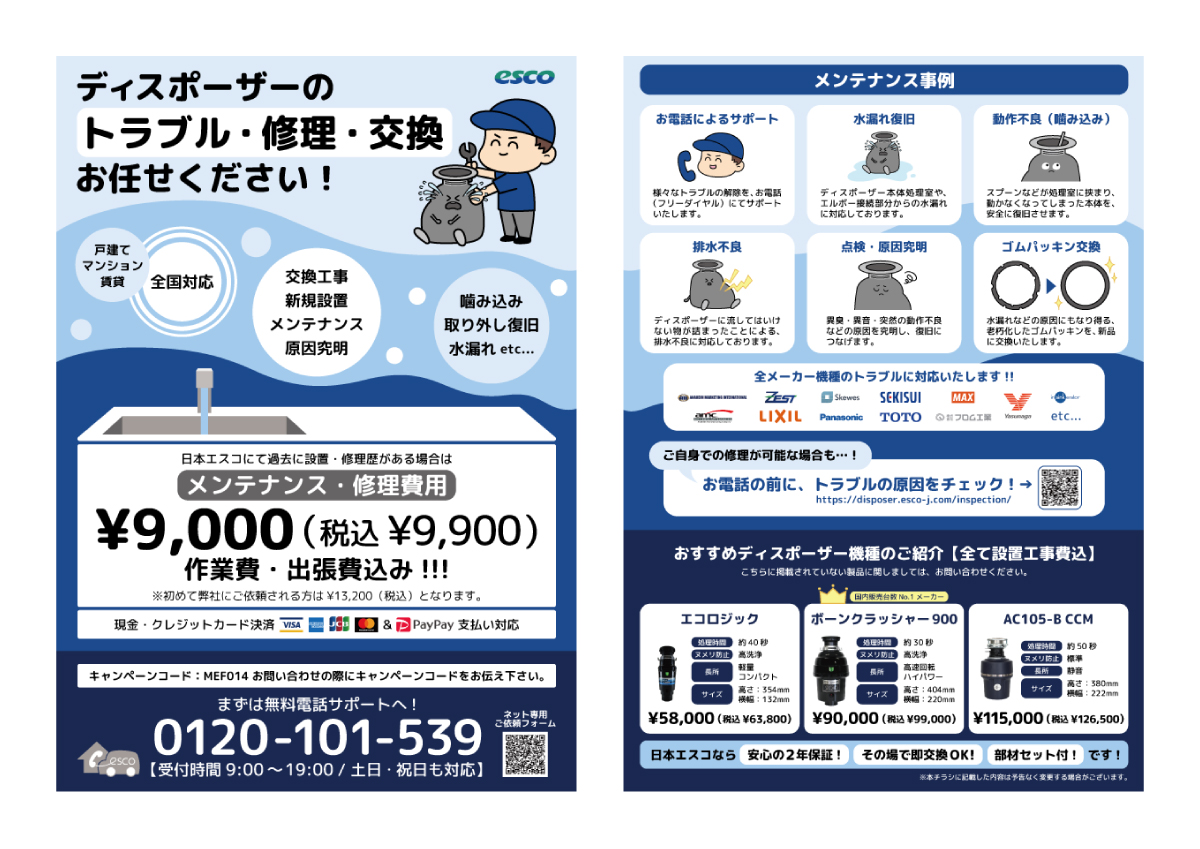 esco
ディスポーザーの
トラブル・修理・交換
お任せください！
戸建て
マンション
賃貸
全国対応
交換工事
新規設置
メンテナンス
原因究明
噛み込み
取り外し復旧
水漏れ etc...
日本エスコにて過去に設置・修理歴がある場合は
メンテナンス・修理費用
¥9,000（税込 ¥9,900）
作業費・出張費込み !!!
※初めて弊社にご依頼される方は ¥13,200（税込）となります。
現金・クレジットカード決済 VISA JCB & PayPay 支払い対応
キャンペーンコード：MEF014 お問い合わせの際にキャンペーンコードをお伝え下さい。
まずは無料電話サポートへ！
0120-101-539
【受付時間 9:00 〜 19:00 / 土日・祝日も対応】
ネット専用
ご依頼フォーム
esco
メンテナンス事例
お電話によるサポート
様々なトラブルの解除を、お電話
（フリーダイヤル）にてサポート
いたします。
水漏れ復旧
ディスポーザー本体処理室や、
エルボー接続部分からの水漏れ
に対応しております。
動作不良（噛み込み）
スプーンなどが処理室に挟まり、
動かなくなってしまった本体を、
安全に復旧させます。
排水不良
ディスポーザーに流してはいけ
ない物が詰まったことによる、
排水不良に対応しております。
点検・原因究明
異臭・異音・突然の動作不良
などの原因を究明し、復旧に
つなげます。
ゴムパッキン交換
水漏れなどの原因にもなり得る、
老朽化したゴムパッキンを、新品
に交換いたします。
全メーカー機種のトラブルに対応いたします !!
ZEST Skewes SEKISUI MAX
amc LIXIL Panasonic TOTO フロム工業 Yamanaga etc...
ご自身での修理が可能な場合も…！
お電話の前に、トラブルの原因をチェック！→
https://disposer.esco-j.com/inspection/
おすすめディスポーザー機種のご紹介【全て設置工事費込】
こちらに掲載されていない製品に関しましては、お問い合わせください。
エコロジック
処理時間 約 40 秒
ヌメリ防止 高洗浄
長所 軽量
コンパクト
サイズ 高さ：354mm
横幅：132mm
¥58,000（税込 ¥63,800）
国内販売台数 No.1 メーカー
ボーンクラッシャー 900
処理時間 約 30 秒
ヌメリ防止 高洗浄
長所 高速回転
ハイパワー
サイズ 高さ：404mm
横幅：220mm
¥90,000（税込 ¥99,000）
AC105-B CCM
処理時間 約 50 秒
ヌメリ防止 標準
長所 静音
サイズ 高さ：380mm
横幅：222mm
¥115,000（税込 ¥126,500）
日本エスコなら 安心の２年保証！ その場で即交換 OK！ 部材セット付！ です！
※本チラシに記載した内容は予告なく変更する場合がございます。